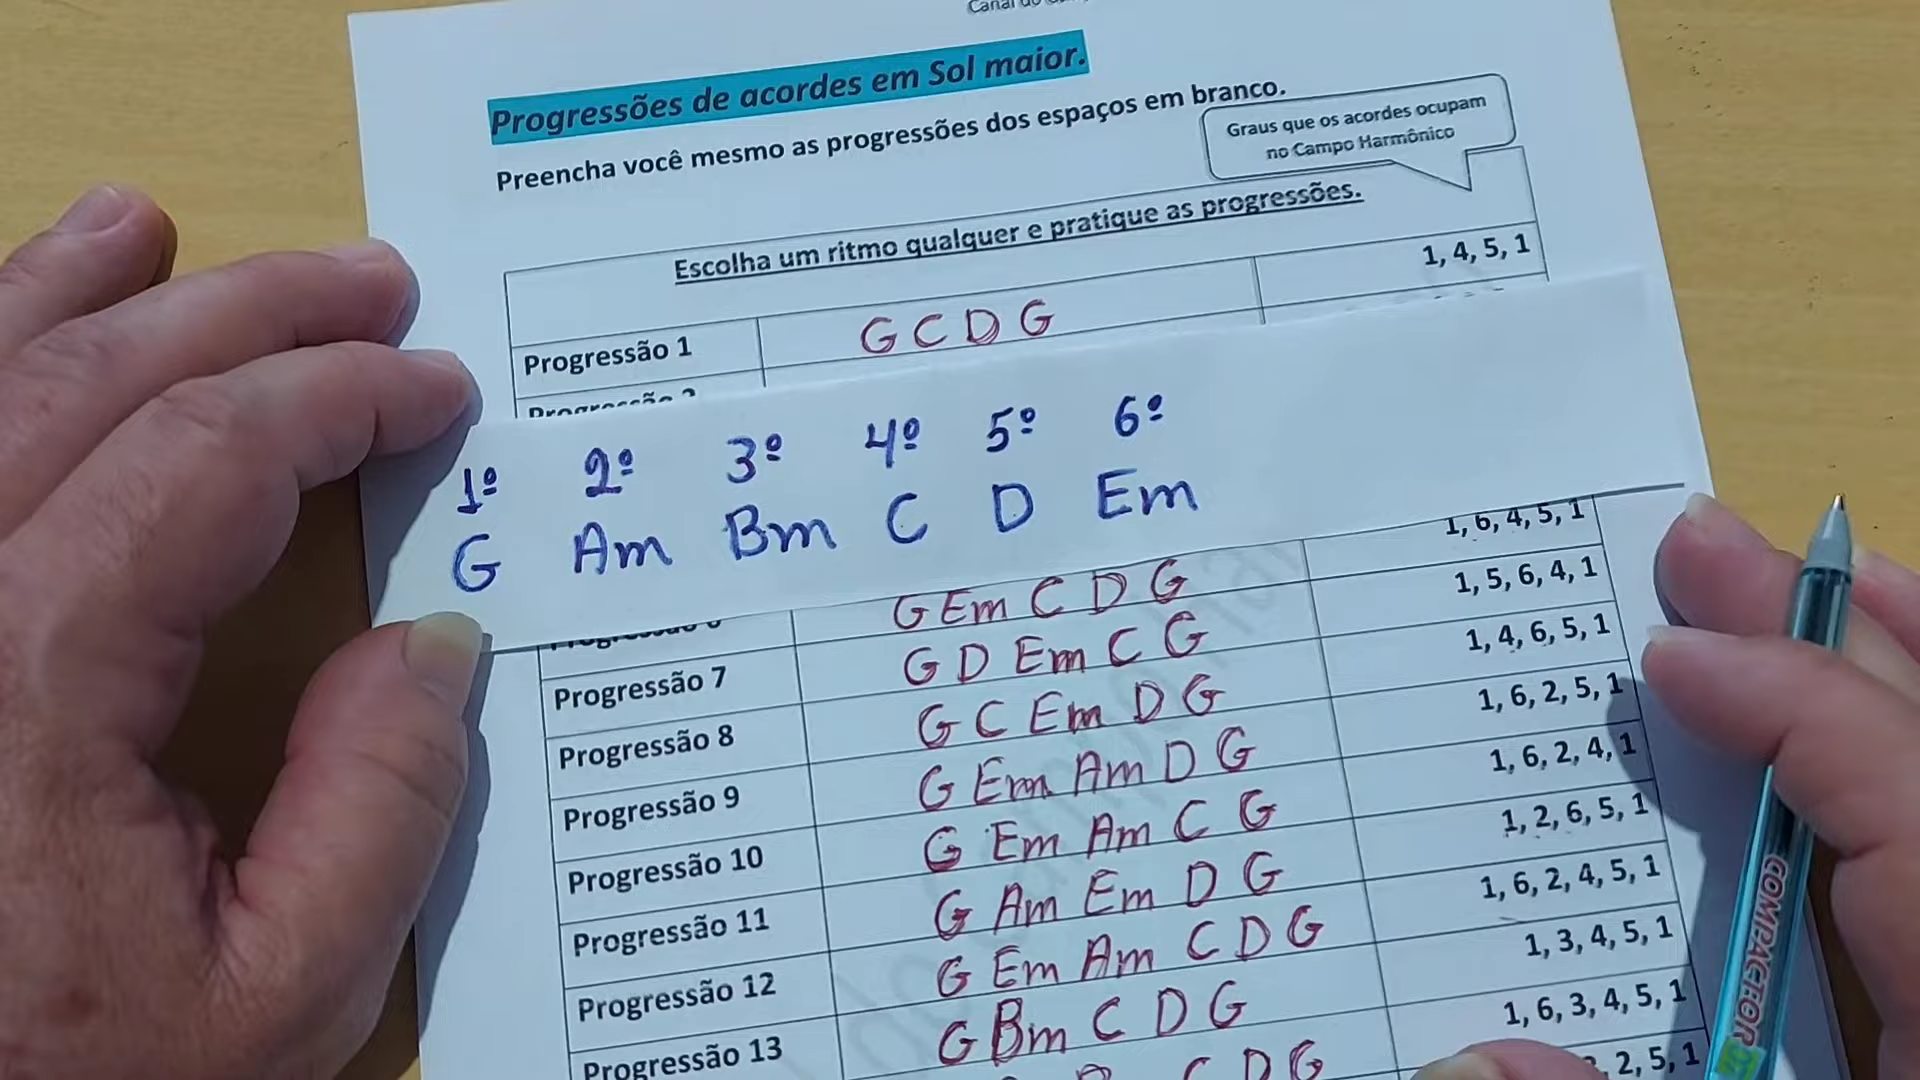 Canal do
Progressões de acordes em Sol maior.
Preencha você mesmo as progressões dos espaços em branco.
Graus que os acordes ocupam
no Campo Harmônico
Escolha um ritmo qualquer e pratique as progressões.
Progressão 1 G C D G 1, 4, 5, 1
1º 2º 3º 4º 5º 6º
G Am Bm C D Em
G Em C D G 1, 6, 4, 5, 1
Progressão 7 G D Em C G 1, 5, 6, 4, 1
Progressão 8 G C Em D G 1, 4, 6, 5, 1
Progressão 9 G Em Am D G 1, 6, 2, 5, 1
Progressão 10 G Em Am C G 1, 6, 2, 4, 1
Progressão 11 G Am Em D G 1, 2, 6, 5, 1
Progressão 12 G Em Am C D G 1, 6, 2, 4, 5, 1
Progressão 13 G Bm C D G 1, 3, 4, 5, 1
C D G 1, 6, 3, 4, 5, 1
2, 5, 1
COMPACTOR